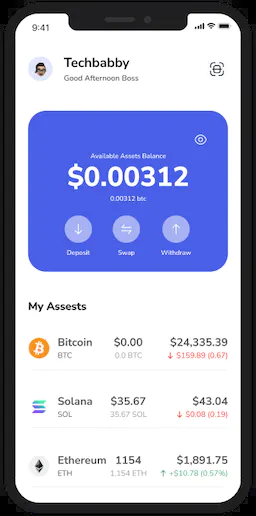 9:41
Techbabby
Good Afternoon Boss
Available Assets Balance
$0.00312
0.00312 btc
Deposit Swap Withdraw
My Assests
Bitcoin $0.00 $24,335.39
BTC 0.0 BTC ↓ $159.89 (0.67)
Solana $35.67 $43.04
SOL 35.67 SOL ↓ $0.08 (0.19)
Ethereum 1154 $1,891.75
ETH 1.154 ETH ↑ +$10.78 (0.57%)